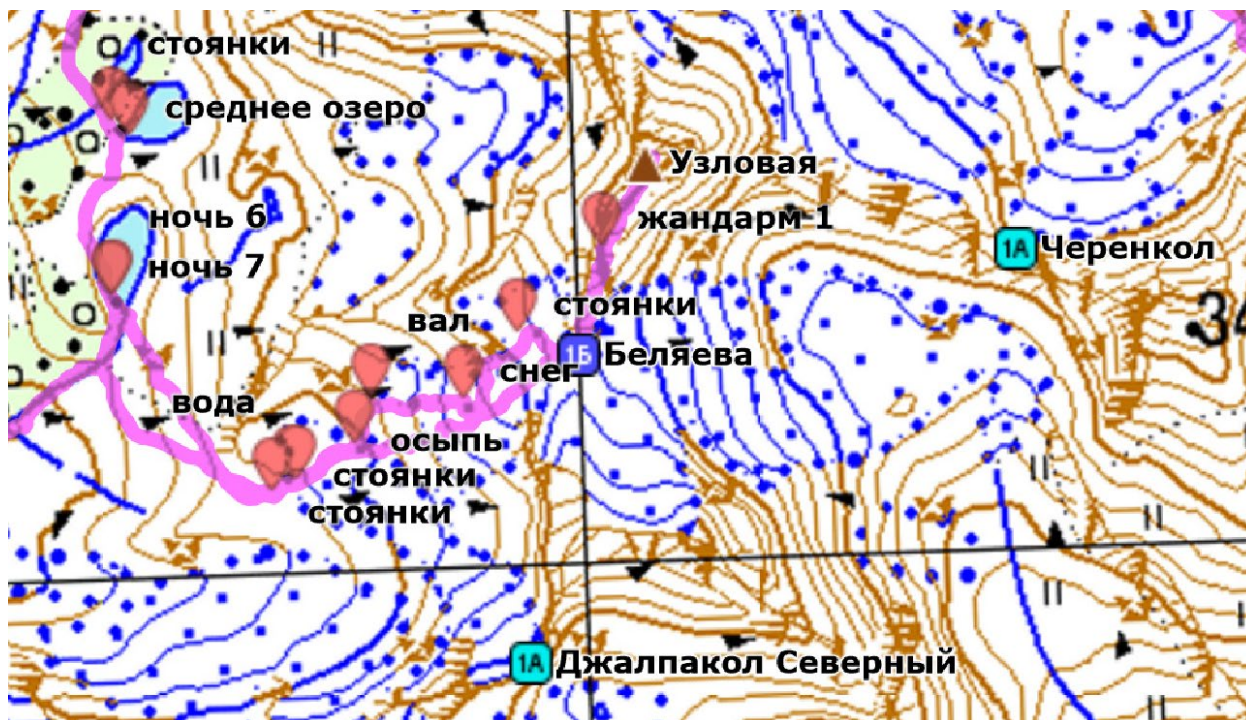 стоянки
среднее озеро
Узловая
ночь 6
жандарм 1
ночь 7
1А Черенкол
стоянки
вал
34
1Б Беляева
снег
вода
осыпь
стоянки
стоянки
1А Джалпакол Северный